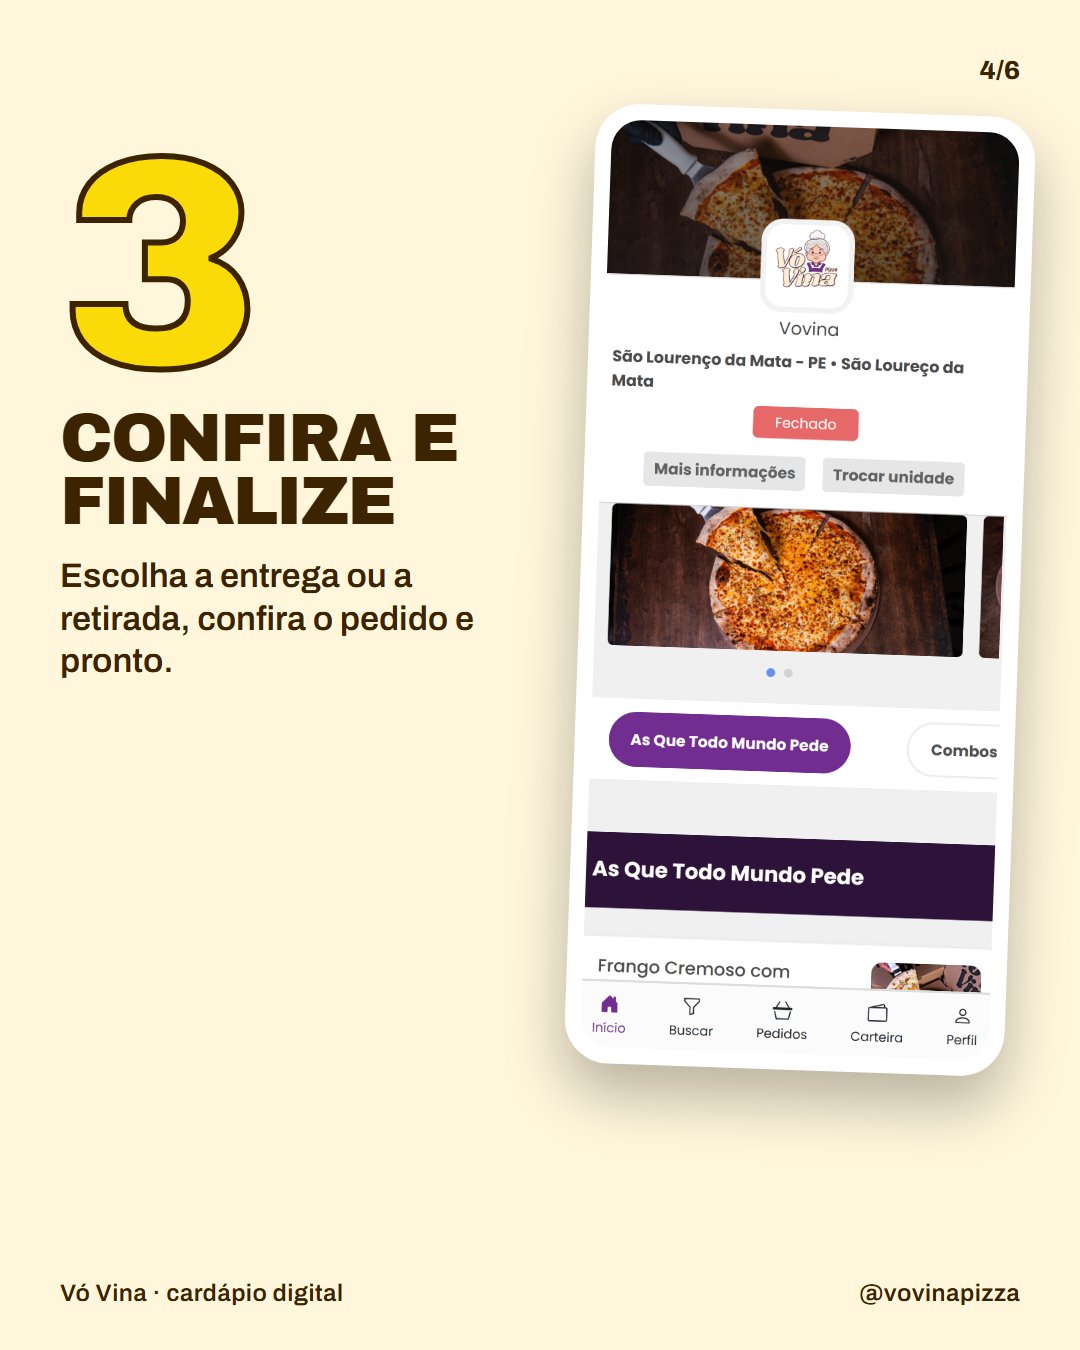 4/6
3
CONFIRA E
FINALIZE
Escolha a entrega ou a
retirada, confira o pedido e
pronto.
Vó
Vina
Pizza
Vovina
São Lourenço da Mata - PE • São Loureço da
Mata
Fechado
Mais informações
Trocar unidade
As Que Todo Mundo Pede
Combos
As Que Todo Mundo Pede
Frango Cremoso com
Início
Buscar
Pedidos
Carteira
Perfil
Vó Vina · cardápio digital
@vovinapizza